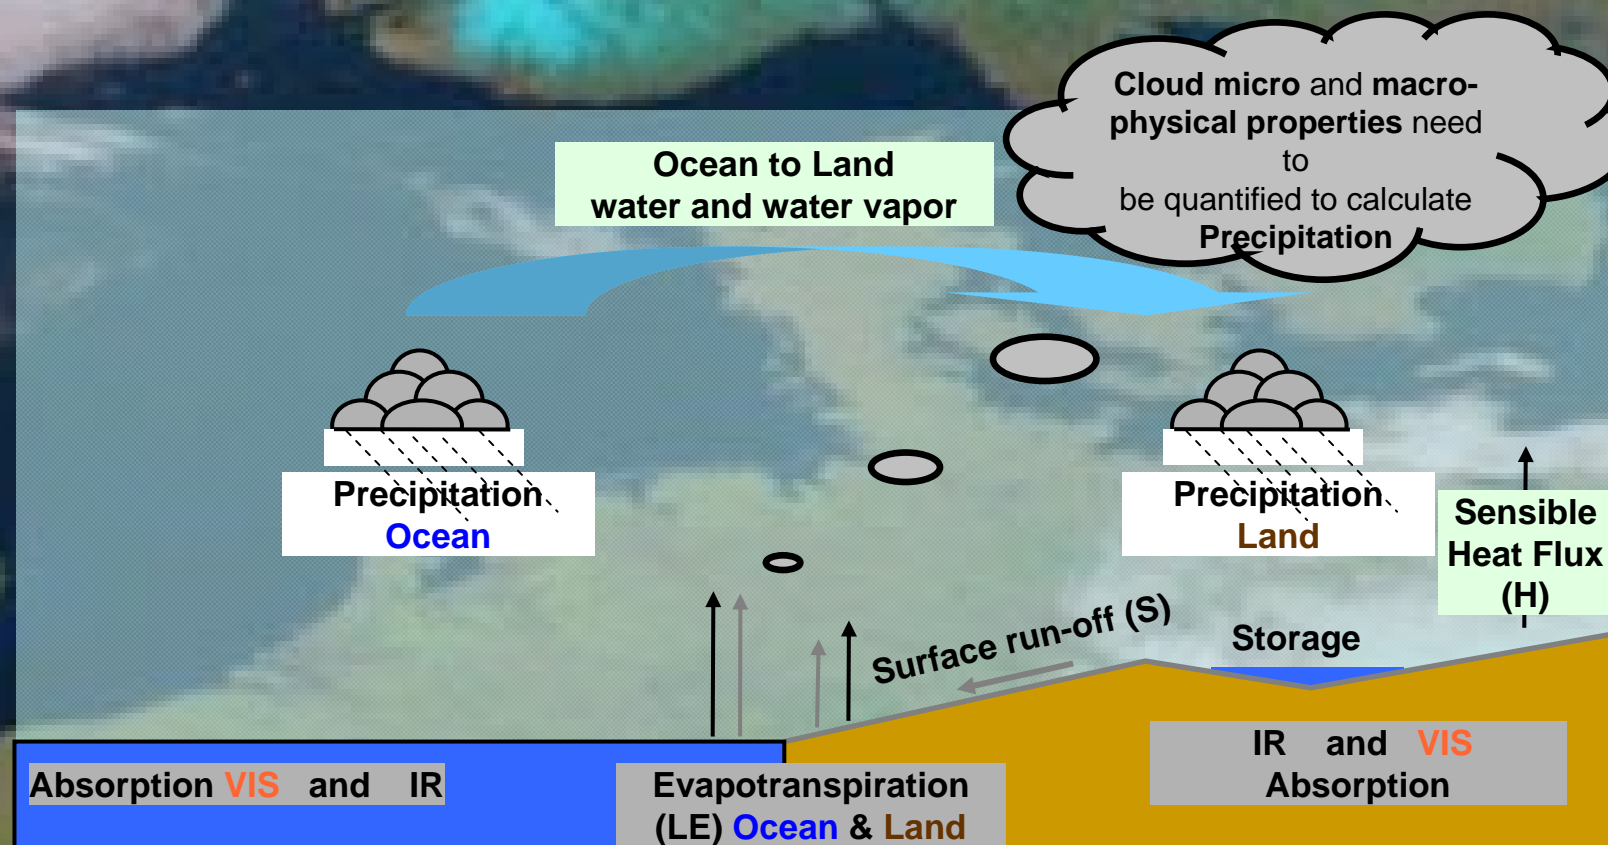 Cloud micro and macro-
physical properties need
to
be quantified to calculate
Precipitation
Ocean to Land
water and water vapor
Precipitation
Ocean
Precipitation
Land
Sensible
Heat Flux
(H)
Surface run-off (S)
Storage
Absorption VIS and IR
Evapotranspiration
(LE) Ocean & Land
IR and VIS
Absorption